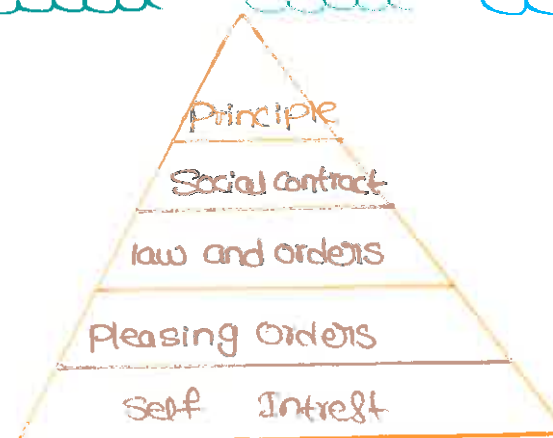 Principle
Social contract
law and orders
Pleasing Orders
Self Intrest